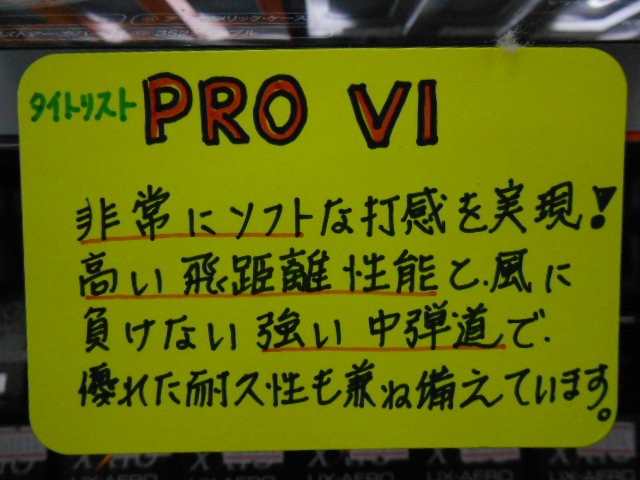 タイトリスト PRO V1
非常にソフトな打感を実現!
高い飛距離性能と、風に
負けない強い中弾道で、
優れた耐久性も兼ね備えています。